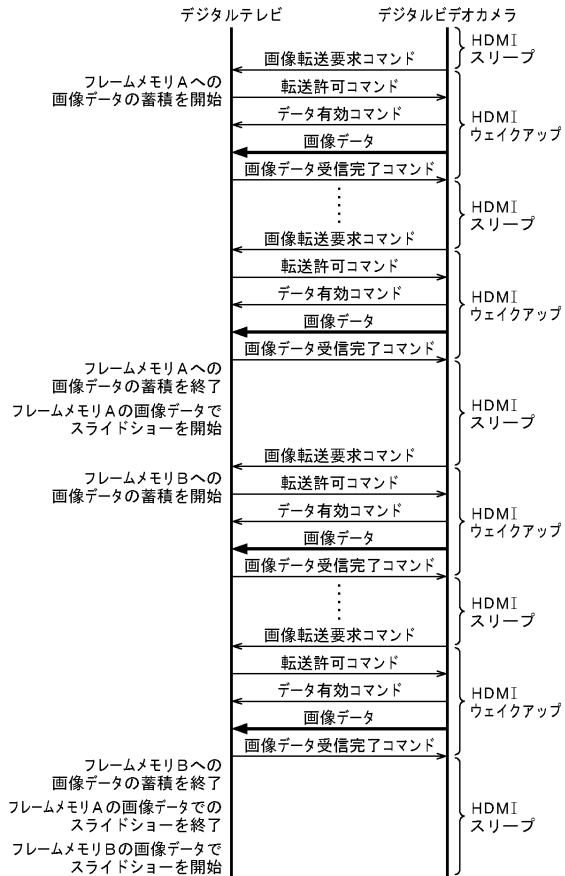 デジタルテレビ
デジタルビデオカメラ
HDMI
スリープ
画像転送要求コマンド
フレームメモリAへの
画像データの蓄積を開始
転送許可コマンド
データ有効コマンド
画像データ
画像データ受信完了コマンド
HDMI
ウェイクアップ
HDMI
スリープ
画像転送要求コマンド
転送許可コマンド
データ有効コマンド
画像データ
画像データ受信完了コマンド
HDMI
ウェイクアップ
フレームメモリAへの
画像データの蓄積を終了
フレームメモリAの画像データで
スライドショーを開始
HDMI
スリープ
画像転送要求コマンド
フレームメモリBへの
画像データの蓄積を開始
転送許可コマンド
データ有効コマンド
画像データ
画像データ受信完了コマンド
HDMI
ウェイクアップ
HDMI
スリープ
画像転送要求コマンド
転送許可コマンド
データ有効コマンド
画像データ
画像データ受信完了コマンド
HDMI
ウェイクアップ
フレームメモリBへの
画像データの蓄積を終了
フレームメモリAの画像データでの
スライドショーを終了
フレームメモリBの画像データで
スライドショーを開始
HDMI
スリープ